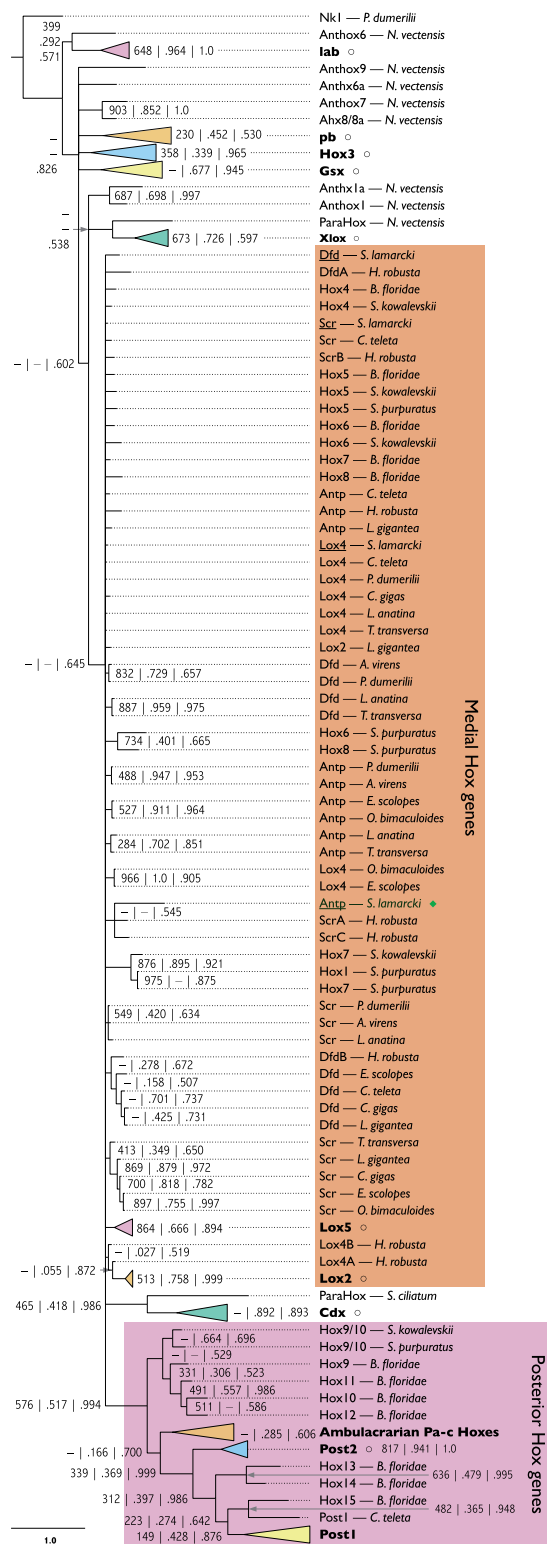 Nk1 — P. dumerilii
399
.292
.571
Anthox6 — N. vectensis
648 | .964 | 1.0
lab ○
Anthox9 — N. vectensis
Anthx6a — N. vectensis
Anthox7 — N. vectensis
903 | .852 | 1.0
Ahx8/8a — N. vectensis
230 | .452 | .530
pb ○
–
358 | .339 | .965
Hox3 ○
.826
– | .677 | .945
Gsx ○
Anthx1a — N. vectensis
687 | .698 | .997
Anthox1 — N. vectensis
–
–
.538
ParaHox — N. vectensis
673 | .726 | .597
Xlox ○
Dfd — S. lamarcki
DfdA — H. robusta
Hox4 — B. floridae
Hox4 — S. kowalevskii
Scr — S. lamarcki
Scr — C. teleta
ScrB — H. robusta
– | – | .602
Hox5 — B. floridae
Hox5 — S. kowalevskii
Hox5 — S. purpuratus
Hox6 — B. floridae
Hox6 — S. kowalevskii
Hox7 — B. floridae
Hox8 — B. floridae
Antp — C. teleta
Antp — H. robusta
Antp — L. gigantea
Lox4 — S. lamarcki
Lox4 — C. teleta
Lox4 — P. dumerilii
Lox4 — C. gigas
Lox4 — L. anatina
Lox4 — T. transversa
Lox2 — L. gigantea
– | – | .645
Dfd — A. virens
832 | .729 | .657
Dfd — P. dumerilii
Dfd — L. anatina
887 | .959 | .975
Dfd — T. transversa
Hox6 — S. purpuratus
734 | .401 | .665
Hox8 — S. purpuratus
Medial Hox genes
Antp — P. dumerilii
488 | .947 | .953
Antp — A. virens
Antp — E. scolopes
527 | .911 | .964
Antp — O. bimaculoides
Antp — L. anatina
284 | .702 | .851
Antp — T. transversa
Lox4 — O. bimaculoides
966 | 1.0 | .905
Lox4 — E. scolopes
Antp — S. lamarcki ◆
– | – | .545
ScrA — H. robusta
ScrC — H. robusta
Hox7 — S. kowalevskii
876 | .895 | .921
Hox1 — S. purpuratus
975 | – | .875
Hox7 — S. purpuratus
Scr — P. dumerilii
549 | .420 | .634
Scr — A. virens
Scr — L. anatina
DfdB — H. robusta
– | .278 | .672
Dfd — E. scolopes
– | .158 | .507
Dfd — C. teleta
– | .701 | .737
Dfd — C. gigas
– | .425 | .731
Dfd — L. gigantea
Scr — T. transversa
413 | .349 | .650
Scr — L. gigantea
869 | .879 | .972
Scr — C. gigas
700 | .818 | .782
Scr — E. scolopes
897 | .755 | .997
Scr — O. bimaculoides
864 | .666 | .894
Lox5 ○
Lox4B — H. robusta
– | .027 | .519
Lox4A — H. robusta
– | .055 | .872
513 | .758 | .999
Lox2 ○
ParaHox — S. ciliatum
465 | .418 | .986
– | .892 | .893
Cdx ○
Hox9/10 — S. kowalevskii
– | .664 | .696
Hox9/10 — S. purpuratus
– | – | .529
Hox9 — B. floridae
331 | .306 | .523
Hox11 — B. floridae
491 | .557 | .986
Hox10 — B. floridae
511 | – | .586
576 | .517 | .994
Hox12 — B. floridae
Posterior Hox genes
– | .285 | .606
Ambulacrarian Pa-c Hoxes
– | .166 | .700
Post2 ○ 817 | .941 | 1.0
Hox13 — B. floridae
339 | .369 | .999
636 | .479 | .995
Hox14 — B. floridae
312 | .397 | .986
Hox15 — B. floridae
482 | .365 | .948
223 | .274 | .642
Post1 — C. teleta
149 | .428 | .876
Post1
1.0